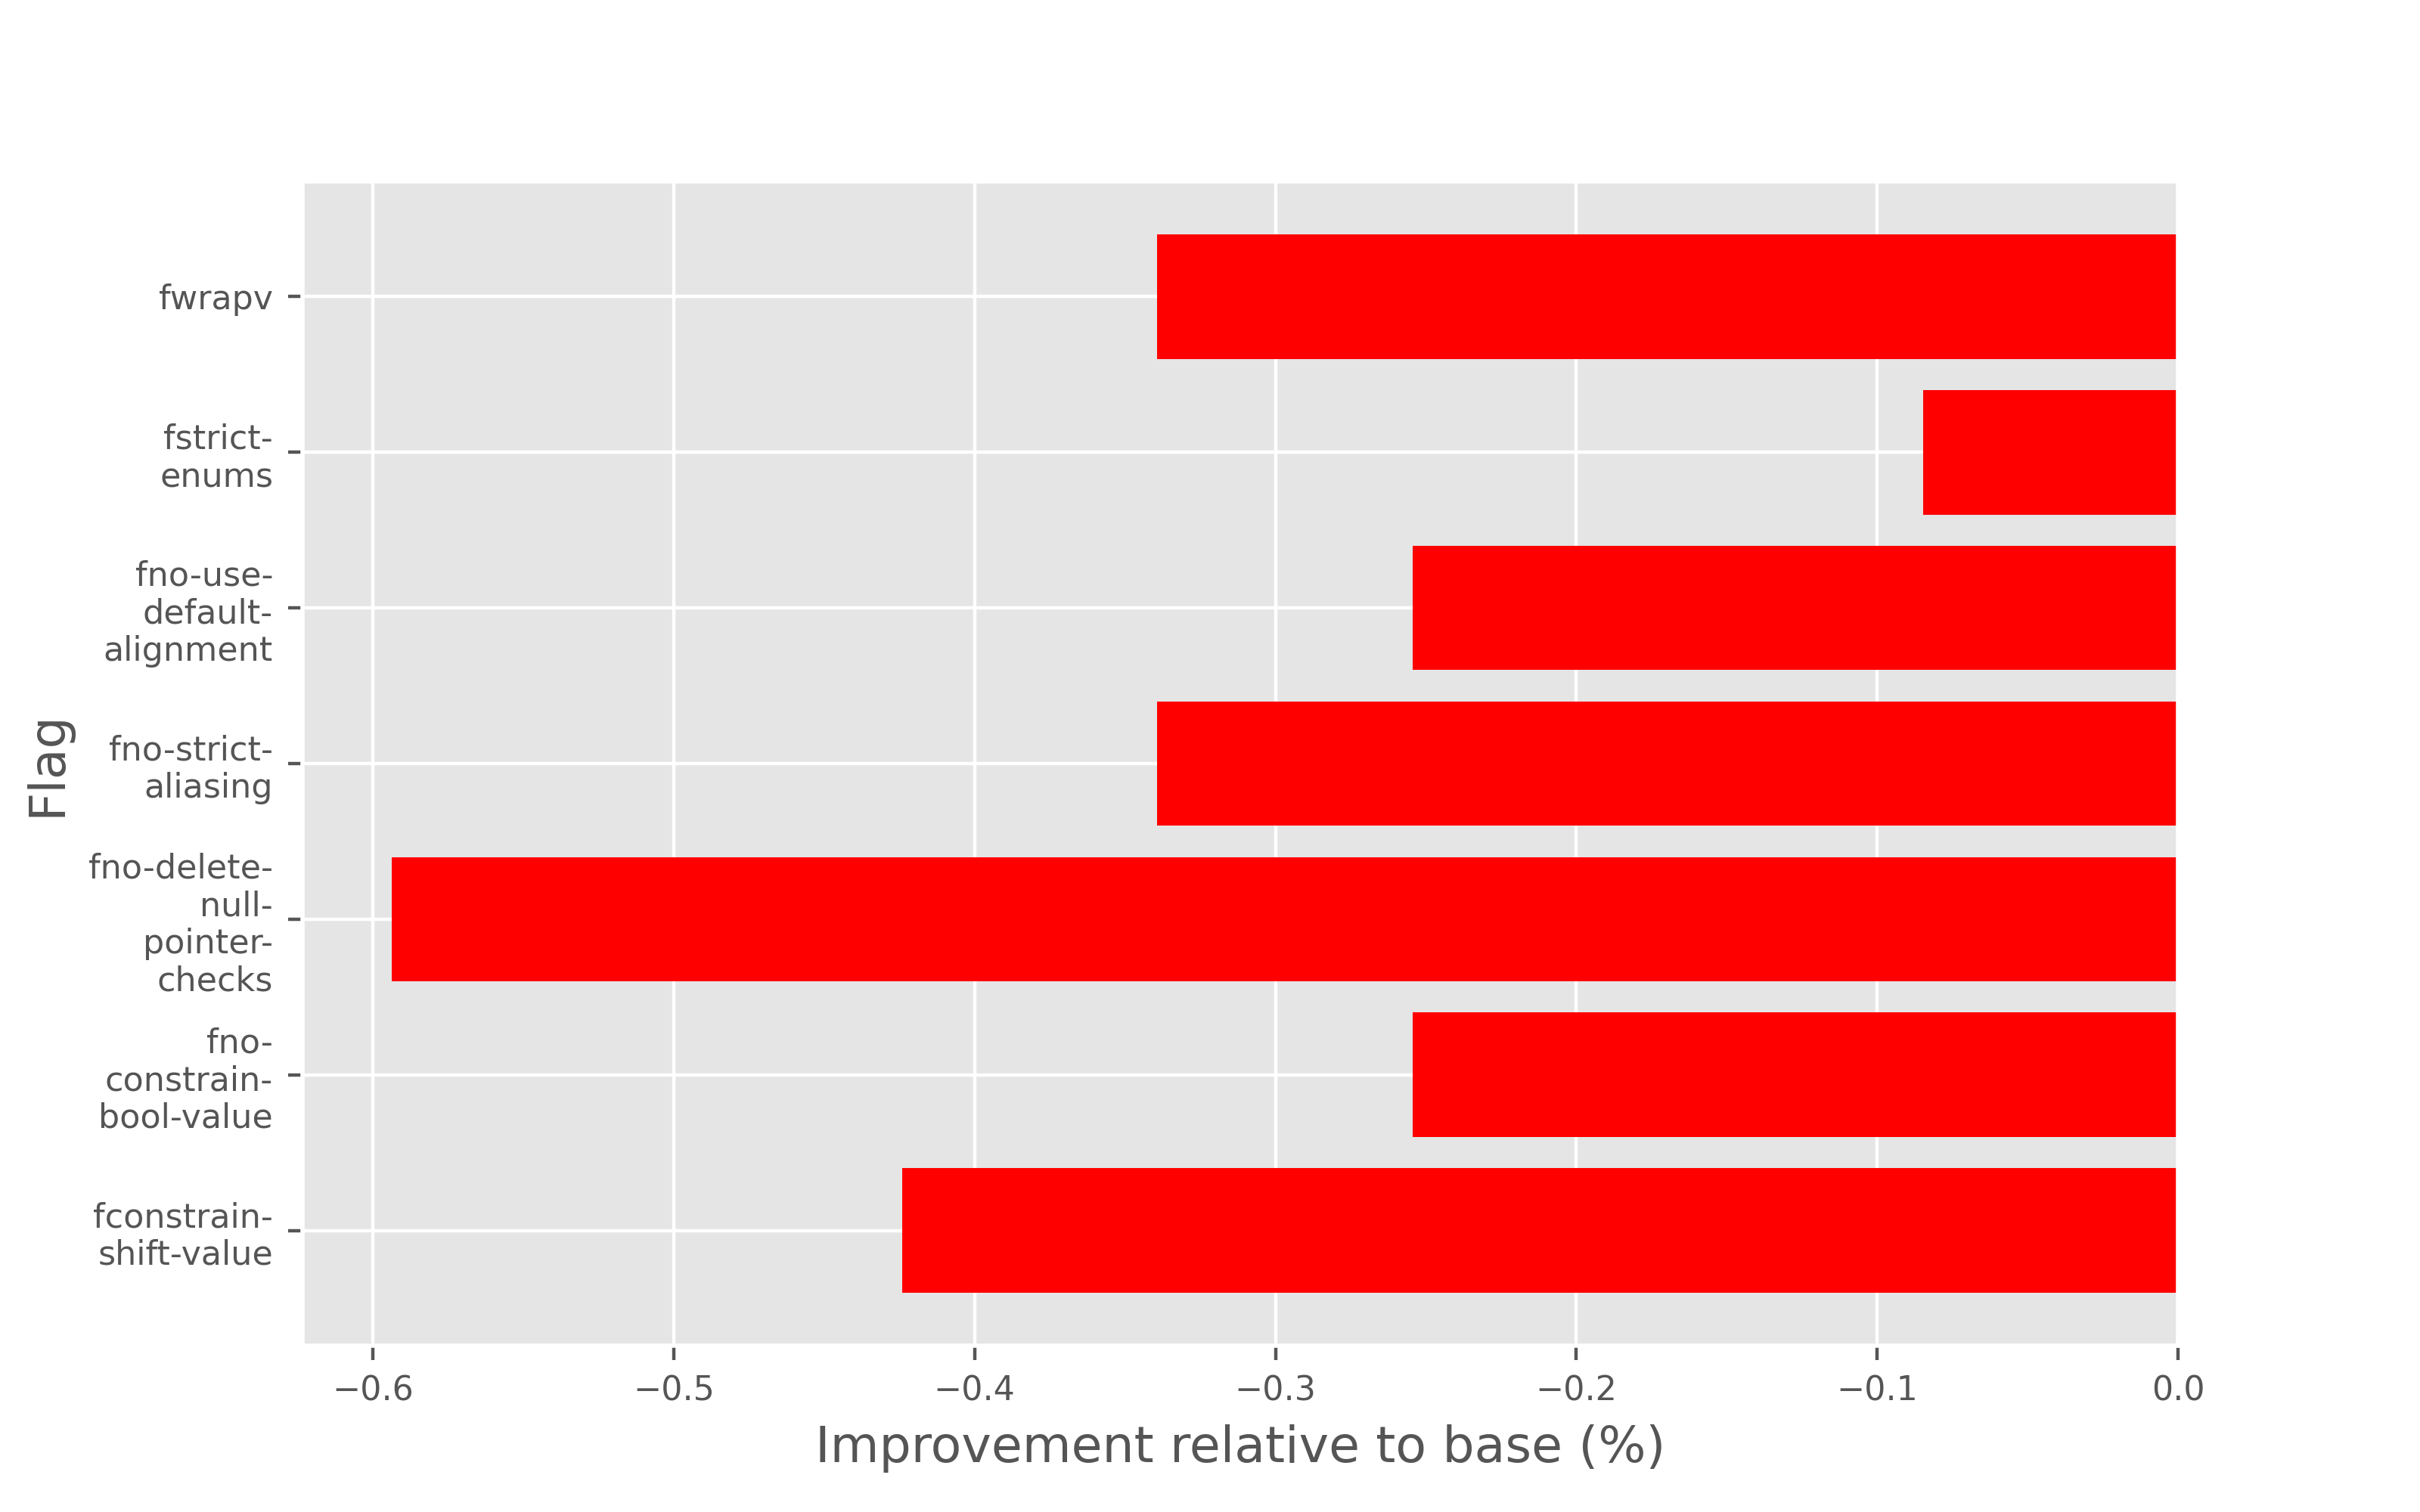 fwrapv
fstrict-
enums
fno-use-
default-
alignment
fno-strict-
aliasing
fno-delete-
null-
pointer-
checks
fno-
constrain-
bool-value
fconstrain-
shift-value
Flag
−0.6 −0.5 −0.4 −0.3 −0.2 −0.1 0.0
Improvement relative to base (%)